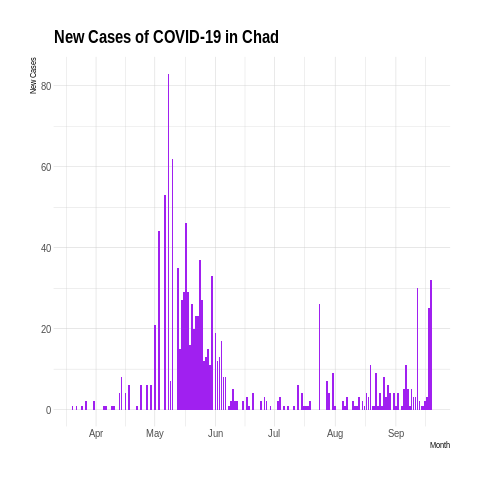 New Cases of COVID-19 in Chad
New Cases
80
60
40
20
0
Apr May Jun Jul Aug Sep
Month